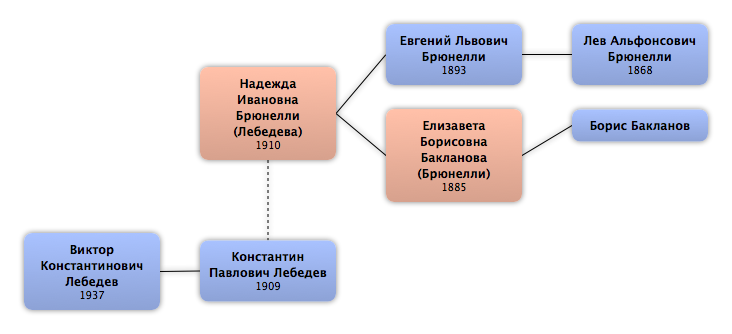 Евгений Львович
Брюнелли
1893
Лев Альфонсович
Брюнелли
1868
Надежда
Ивановна
Брюнелли
(Лебедева)
1910
Елизавета
Борисовна
Бакланова
(Брюнелли)
1885
Борис Бакланов
Виктор
Константинович
Лебедев
1937
Константин
Павлович Лебедев
1909